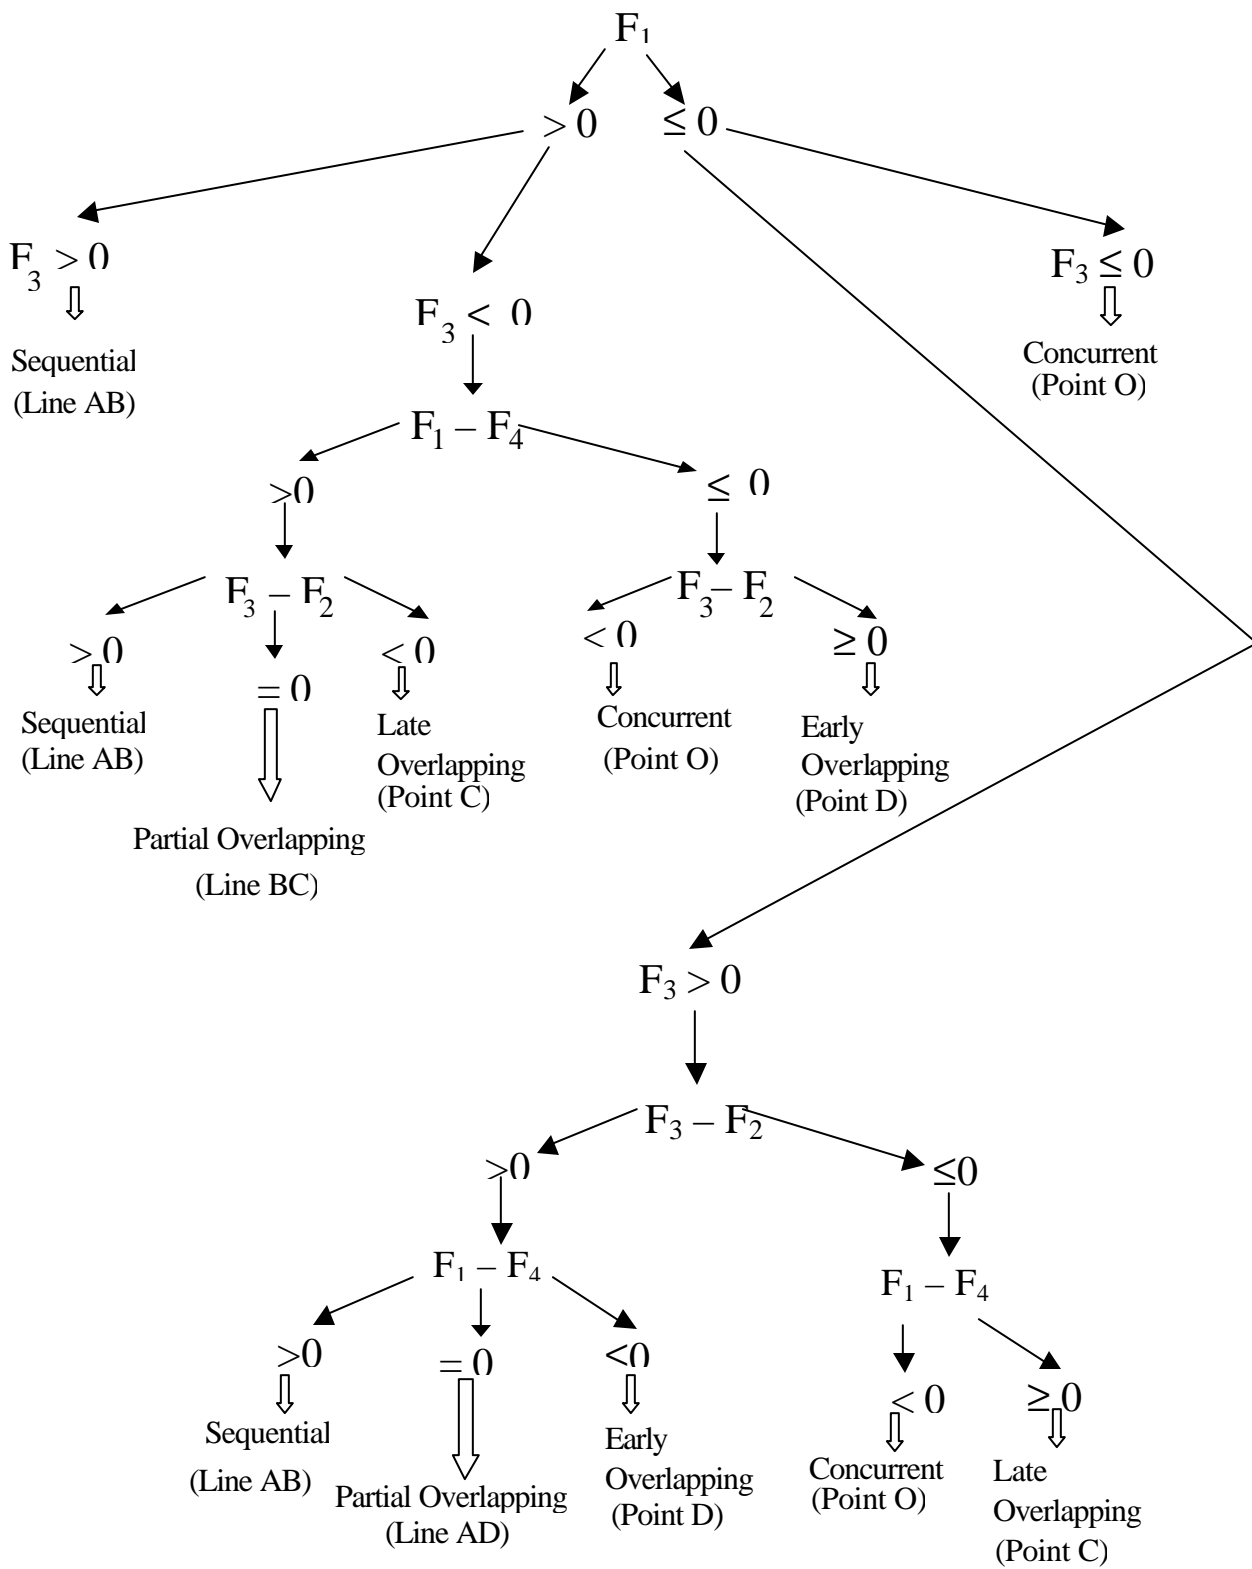 F₁
> 0 ≤ 0
F₃ > 0
F₃ ≤ 0
F₃ < 0
Sequential
(Line AB)
Concurrent
(Point O)
F₁ – F₄
>0
≤ 0
F₃ – F₂
F₃– F₂
>0
= 0
< 0
< 0
≥ 0
Sequential
(Line AB)
Late
Overlapping
(Point C)
Concurrent
(Point O)
Early
Overlapping
(Point D)
Partial Overlapping
(Line BC)
F₃ > 0
F₃ – F₂
>0
≤0
F₁ – F₄
F₁ – F₄
>0
= 0
<0
< 0
≥ 0
Sequential
(Line AB)
Partial Overlapping
(Line AD)
Early
Overlapping
(Point D)
Concurrent
(Point O)
Late
Overlapping
(Point C)